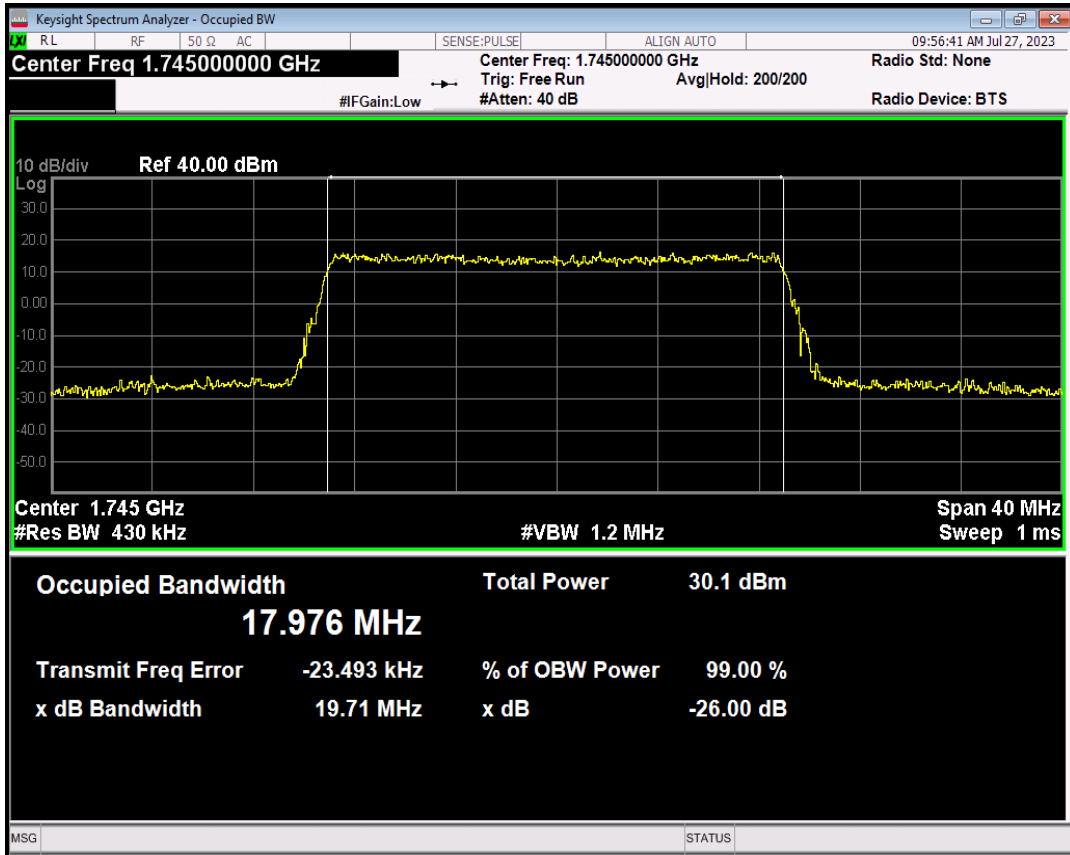 Keysight Spectrum Analyzer - Occupied BW
LXI RL RF 50 Ω AC SENSE:PULSE ALIGN AUTO 09:56:41 AM Jul 27, 2023
Center Freq 1.745000000 GHz Center Freq: 1.745000000 GHz Radio Std: None
Trig: Free Run Avg|Hold: 200/200
#IFGain:Low #Atten: 40 dB Radio Device: BTS
10 dB/div Ref 40.00 dBm
Log
30.0
20.0
10.0
0.00
-10.0
-20.0
-30.0
-40.0
-50.0
Center 1.745 GHz Span 40 MHz
#Res BW 430 kHz #VBW 1.2 MHz Sweep 1 ms
Occupied Bandwidth Total Power 30.1 dBm
17.976 MHz
Transmit Freq Error -23.493 kHz % of OBW Power 99.00 %
x dB Bandwidth 19.71 MHz x dB -26.00 dB
MSG STATUS